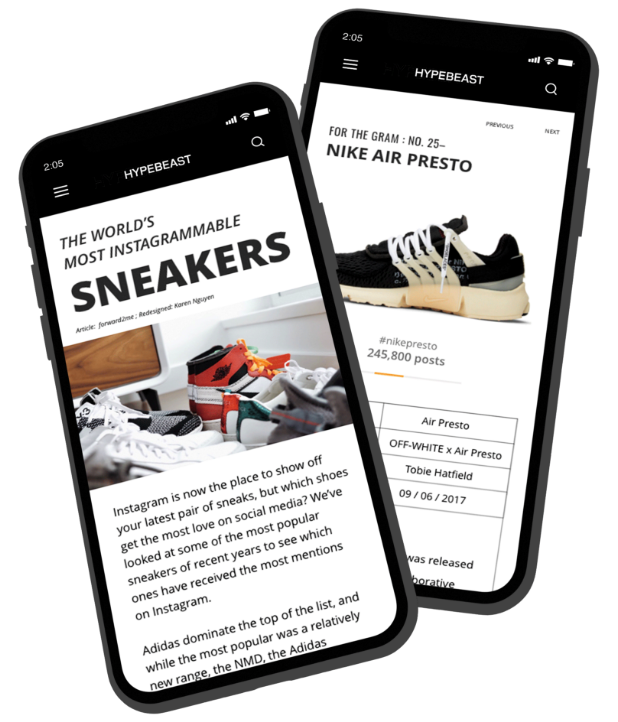 2:05
HYPEBEAST
THE WORLD'S
MOST INSTAGRAMMABLE
SNEAKERS
Article: forward2me ; Redesigned: Karen Nguyen
Instagram is now the place to show off
your latest pair of sneaks, but which shoes
get the most love on social media? We've
looked at some of the most popular
sneakers of recent years to see which
ones have received the most mentions
on Instagram.
Adidas dominate the top of the list, and
while the most popular was a relatively
new range, the NMD, the Adidas
2:05
HYPEBEAST
PREVIOUS NEXT
FOR THE GRAM : NO. 25–
NIKE AIR PRESTO
#nikepresto
245,800 posts
Air Presto
OFF-WHITE x Air Presto
Tobie Hatfield
09 / 06 / 2017
was released